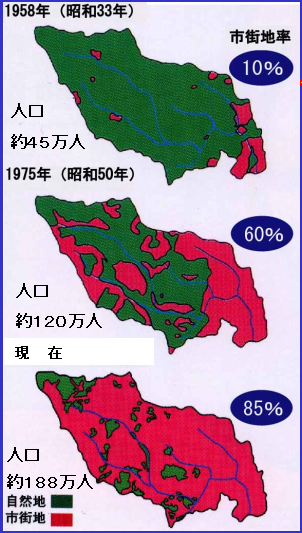 1958年（昭和33年）
市街地率
10%
人口
約45万人
1975年（昭和50年）
60%
人口
約120万人
現　在
85%
人口
約188万人
自然地
市街地